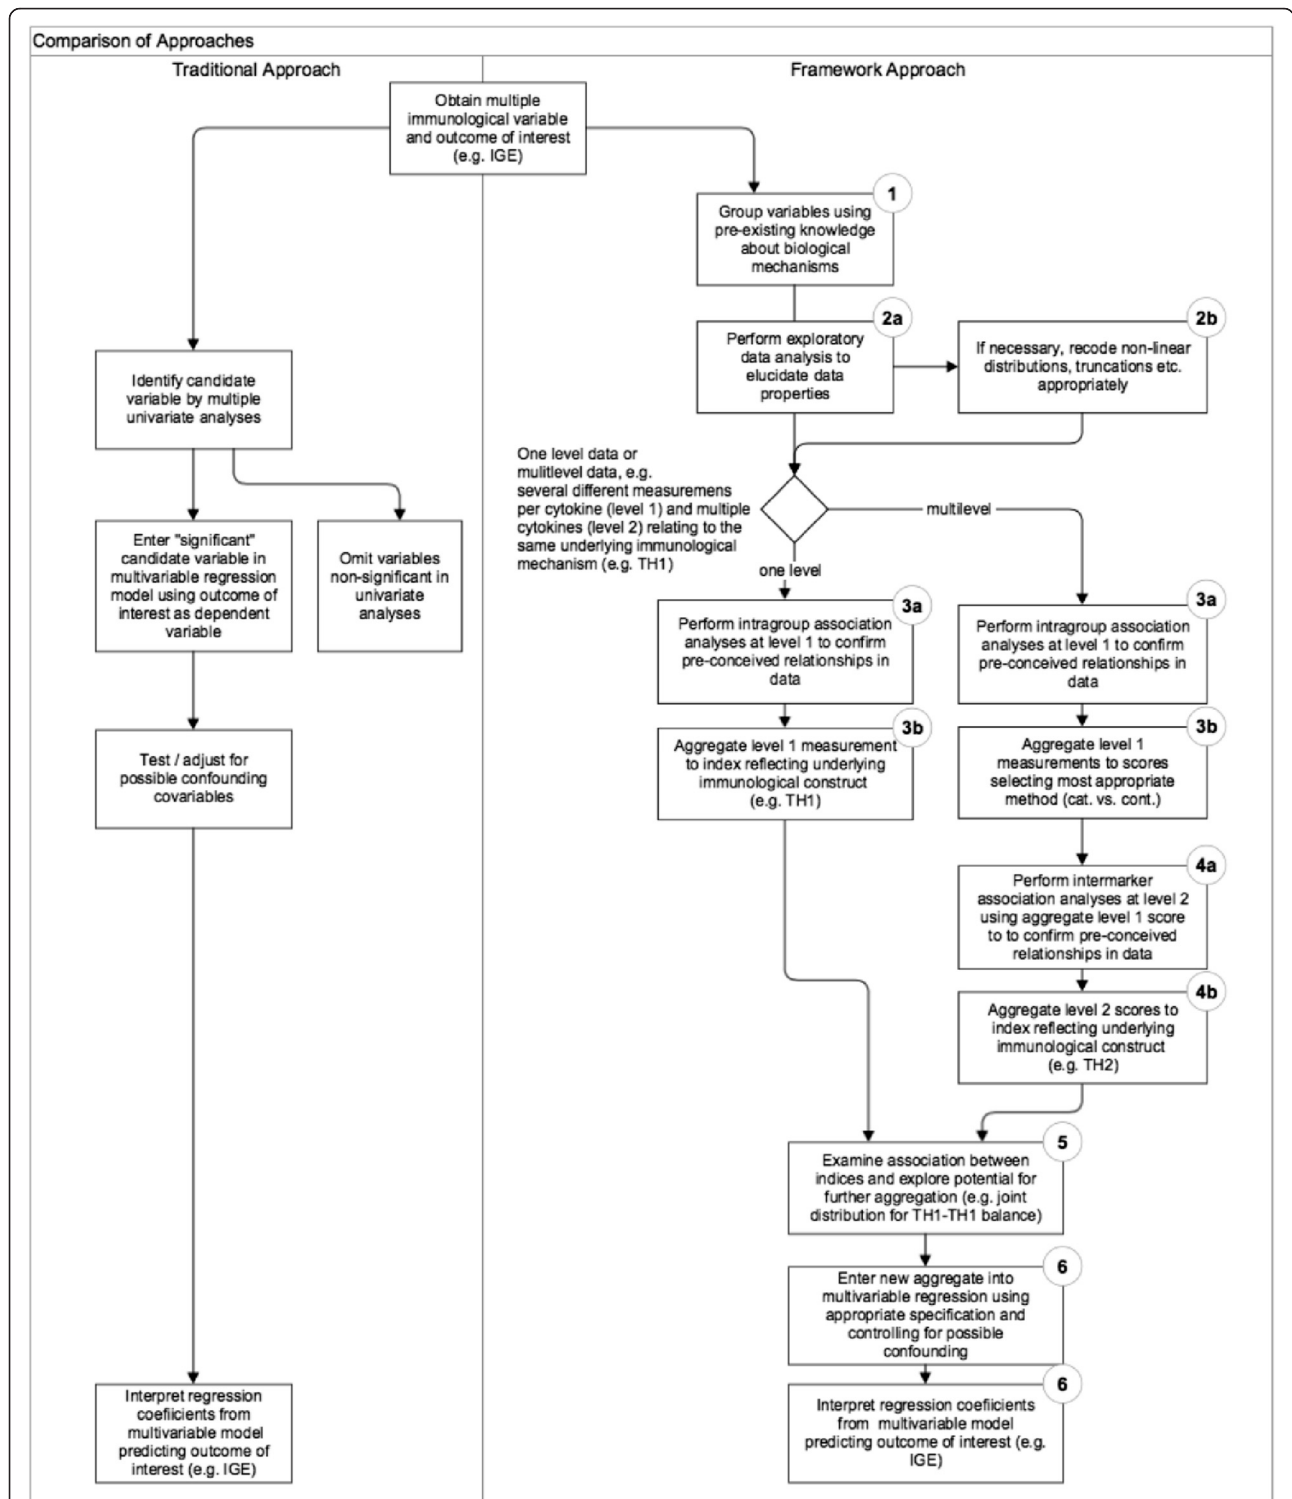 Comparison of Approaches
Traditional Approach
Framework Approach
Obtain multiple
immunological variable
and outcome of interest
(e.g. IGE)
Identify candidate
variable by multiple
univariate analyses
Enter "significant"
candidate variable in
multivariable regression
model using outcome of
interest as dependent
variable
Omit variables
non-significant in
univariate
analyses
Test / adjust for
possible confounding
covariables
Interpret regression
coefiicients from
multivariable model
predicting outcome of
interest (e.g. IGE)
1
Group variables using
pre-existing knowledge
about biological
mechanisms
2a
Perform exploratory
data analysis to
elucidate data
properties
2b
If necessary, recode non-linear
distributions, truncations etc.
appropriately
One level data or
mulitlevel data, e.g.
several different measuremens
per cytokine (level 1) and multiple
cytokines (level 2) relating to the
same underlying immunological
mechanism (e.g. TH1)
multilevel
one level
3a
Perform intragroup association
analyses at level 1 to confirm
pre-conceived relationships in
data
3b
Aggregate level 1 measurement
to index reflecting underlying
immunological construct
(e.g. TH1)
3a
Perform intragroup association
analyses at level 1 to confirm
pre-conceived relationships in
data
3b
Aggregate level 1
measurements to scores
selecting most appropriate
method (cat. vs. cont.)
4a
Perform intermarker
association analyses at level 2
using aggregate level 1 score
to to confirm pre-conceived
relationships in data
4b
Aggregate level 2 scores to
index reflecting underlying
immunological construct
(e.g. TH2)
5
Examine association between
indices and explore potential for
further aggregation (e.g. joint
distribution for TH1-TH1 balance)
6
Enter new aggregate into
multivariable regression using
appropriate specification and
controlling for possible
confounding
6
Interpret regression coefiicients
from multivariable model
predicting outcome of interest (e.g.
IGE)